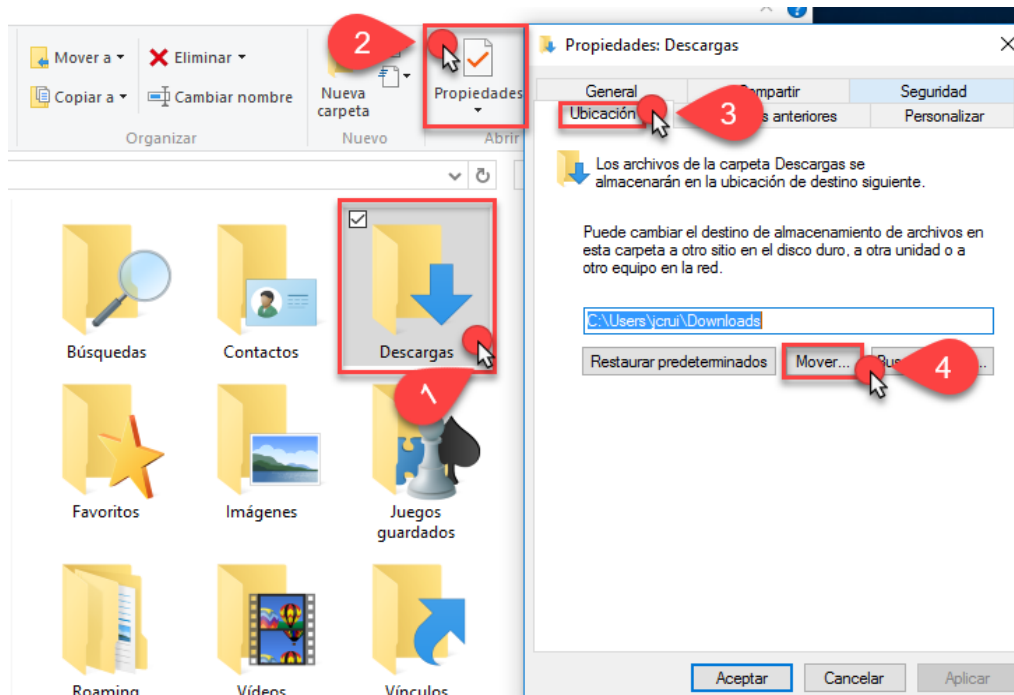 Mover a
Eliminar
Copiar a
Cambiar nombre
Nueva
carpeta
Propiedades
Organizar
Nuevo
Abrir
2
Búsquedas
Contactos
Descargas
1
Favoritos
Imágenes
Juegos
guardados
Roaming
Vídeos
Vínculos
Propiedades: Descargas
General
Compartir
Seguridad
Ubicación
3
anteriores
Personalizar
Los archivos de la carpeta Descargas se
almacenarán en la ubicación de destino siguiente.
Puede cambiar el destino de almacenamiento de archivos en
esta carpeta a otro sitio en el disco duro, a otra unidad o a
otro equipo en la red.
C:\Users\jcrui\Downloads
Restaurar predeterminados
Mover...
4
Aceptar
Cancelar
Aplicar